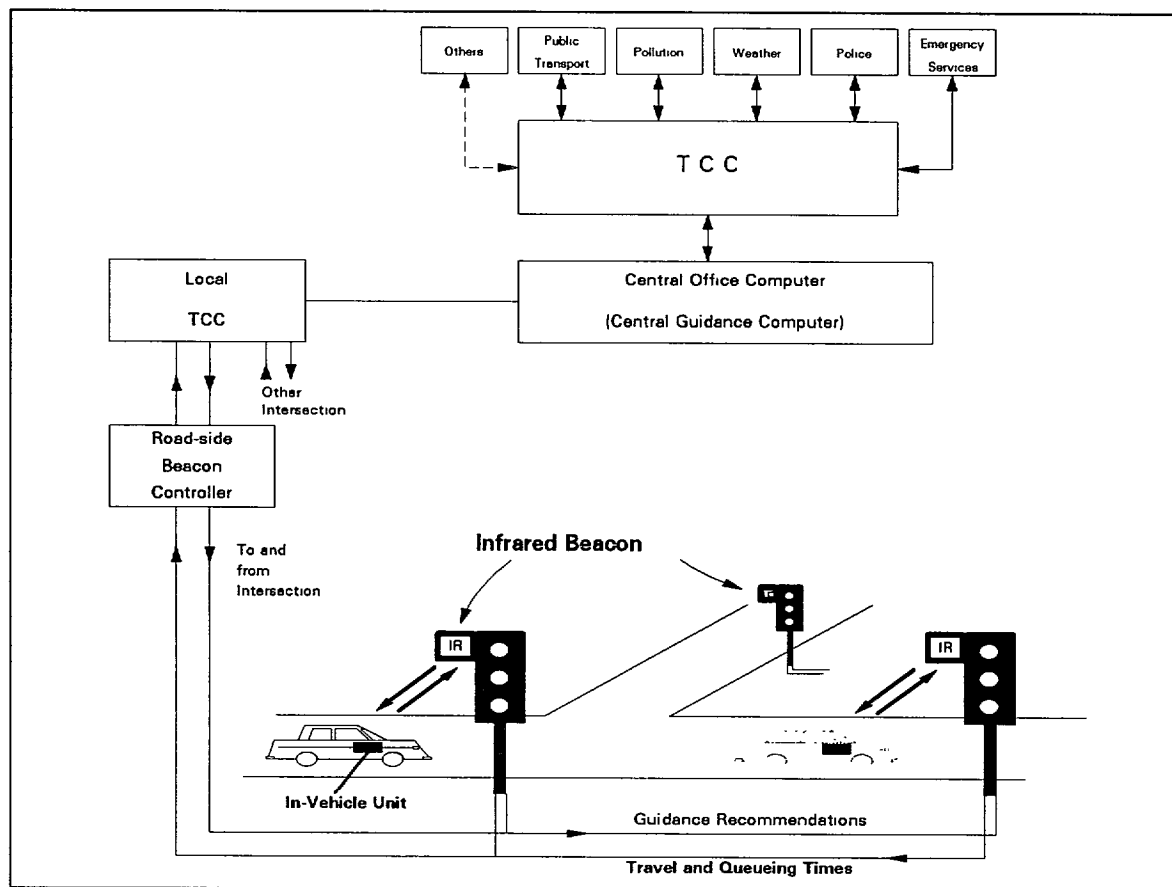 Others
Public
Transport
Pollution
Weather
Police
Emergency
Services
T C C
Central Office Computer
(Central Guidance Computer)
Local
TCC
Other
Intersection
Road-side
Beacon
Controller
To and
from
Intersection
Infrared Beacon
IR
IR
In-Vehicle Unit
Guidance Recommendations
Travel and Queueing Times